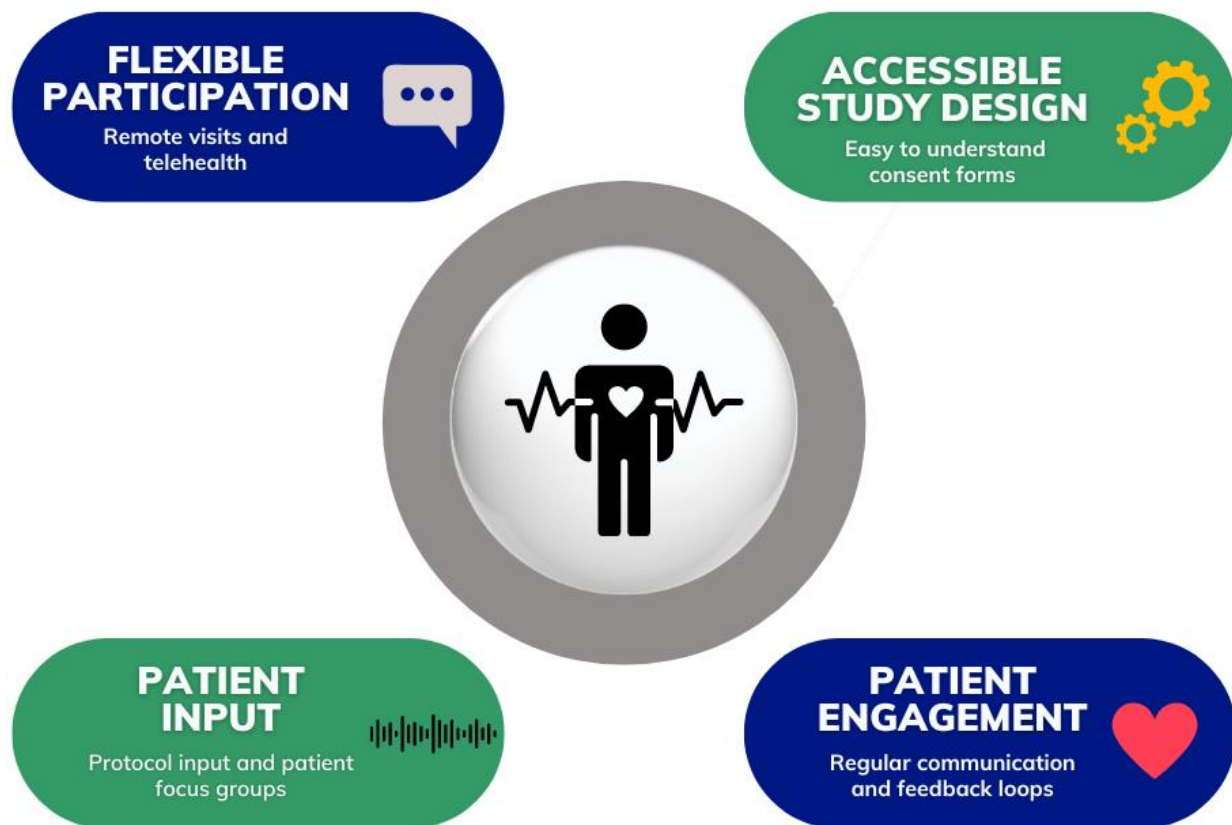 FLEXIBLE
PARTICIPATION
Remote visits and
telehealth
ACCESSIBLE
STUDY DESIGN
Easy to understand
consent forms
PATIENT
INPUT
Protocol input and patient
focus groups
PATIENT
ENGAGEMENT
Regular communication
and feedback loops